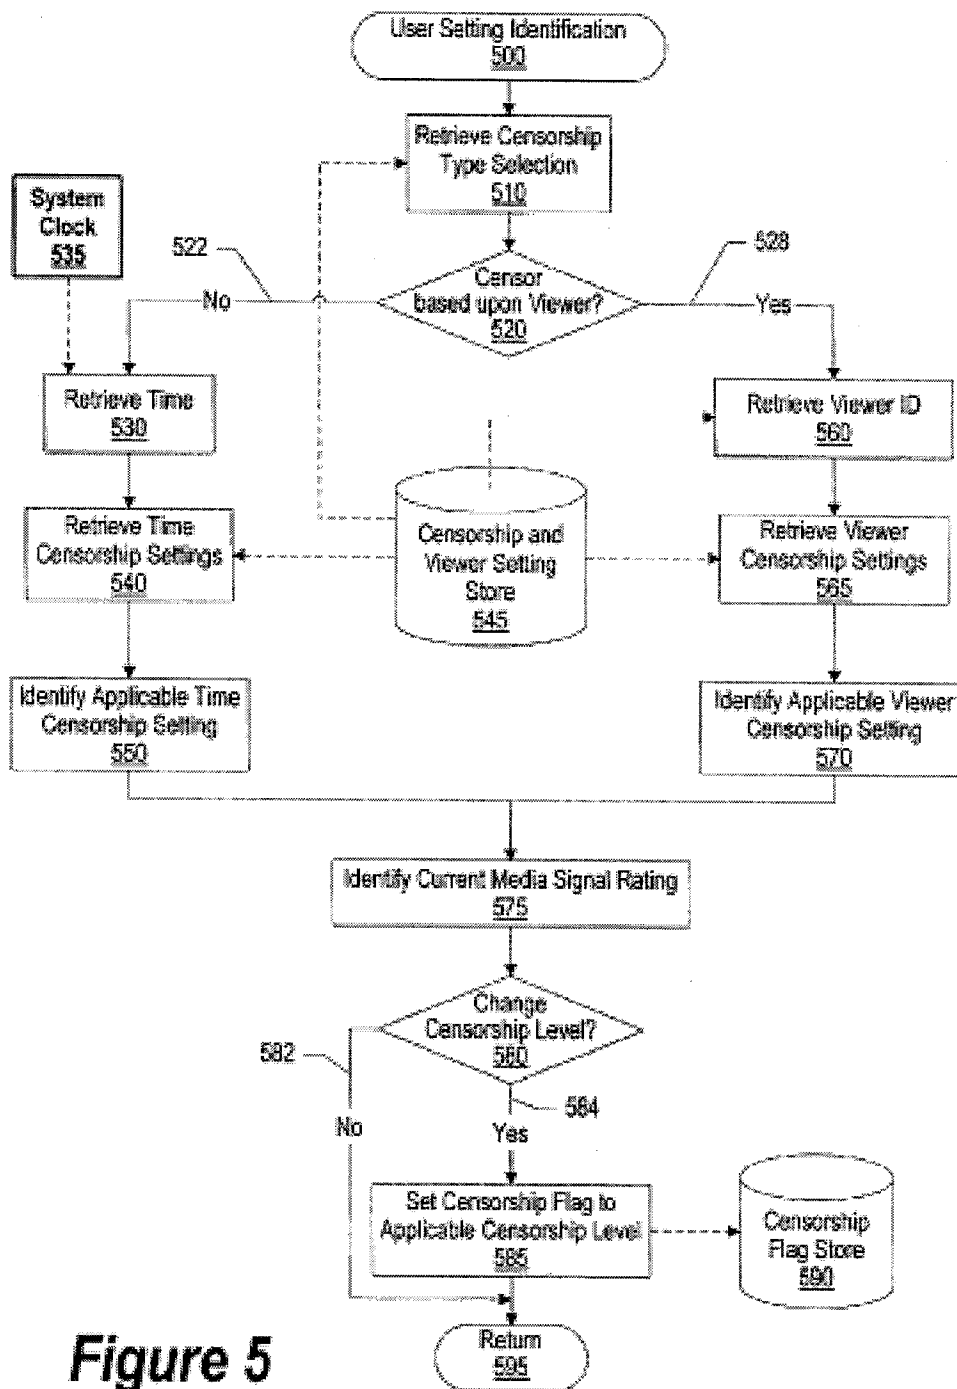 User Setting Identification
500
Retrieve Censorship
Type Selection
510
System
Clock
535
522
528
Censor
based upon Viewer?
520
No
Yes
Retrieve Time
530
Retrieve Viewer ID
560
Retrieve Time
Censorship Settings
540
Censorship and
Viewer Setting
Store
545
Retrieve Viewer
Censorship Settings
565
Identify Applicable Time
Censorship Setting
550
Identify Applicable Viewer
Censorship Setting
570
Identify Current Media Signal Rating
575
Change
Censorship Level?
580
582
584
No
Yes
Set Censorship Flag to
Applicable Censorship Level
585
Censorship
Flag Store
590
Return
595
Figure 5